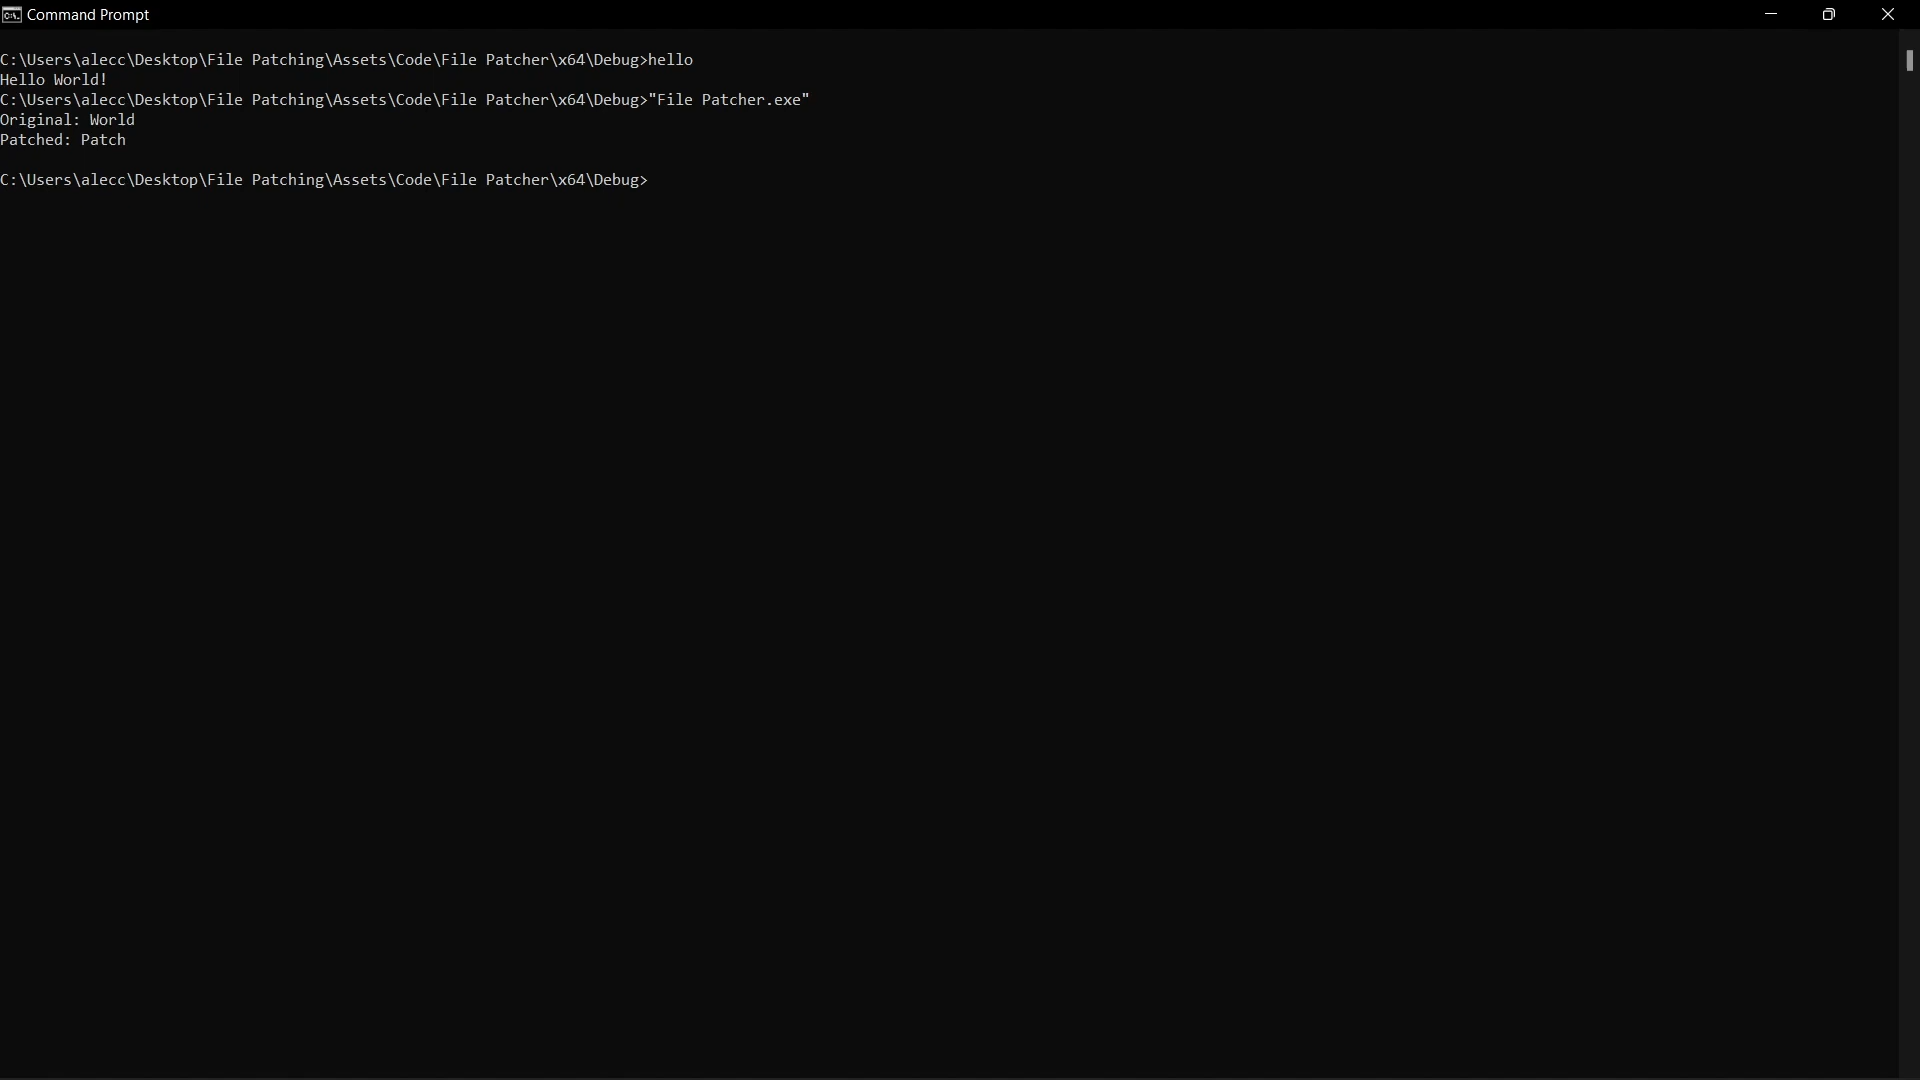 Command Prompt
C:\Users\alecc\Desktop\File Patching\Assets\Code\File Patcher\x64\Debug>hello
Hello World!
C:\Users\alecc\Desktop\File Patching\Assets\Code\File Patcher\x64\Debug>"File Patcher.exe"
Original: World
Patched: Patch
C:\Users\alecc\Desktop\File Patching\Assets\Code\File Patcher\x64\Debug>